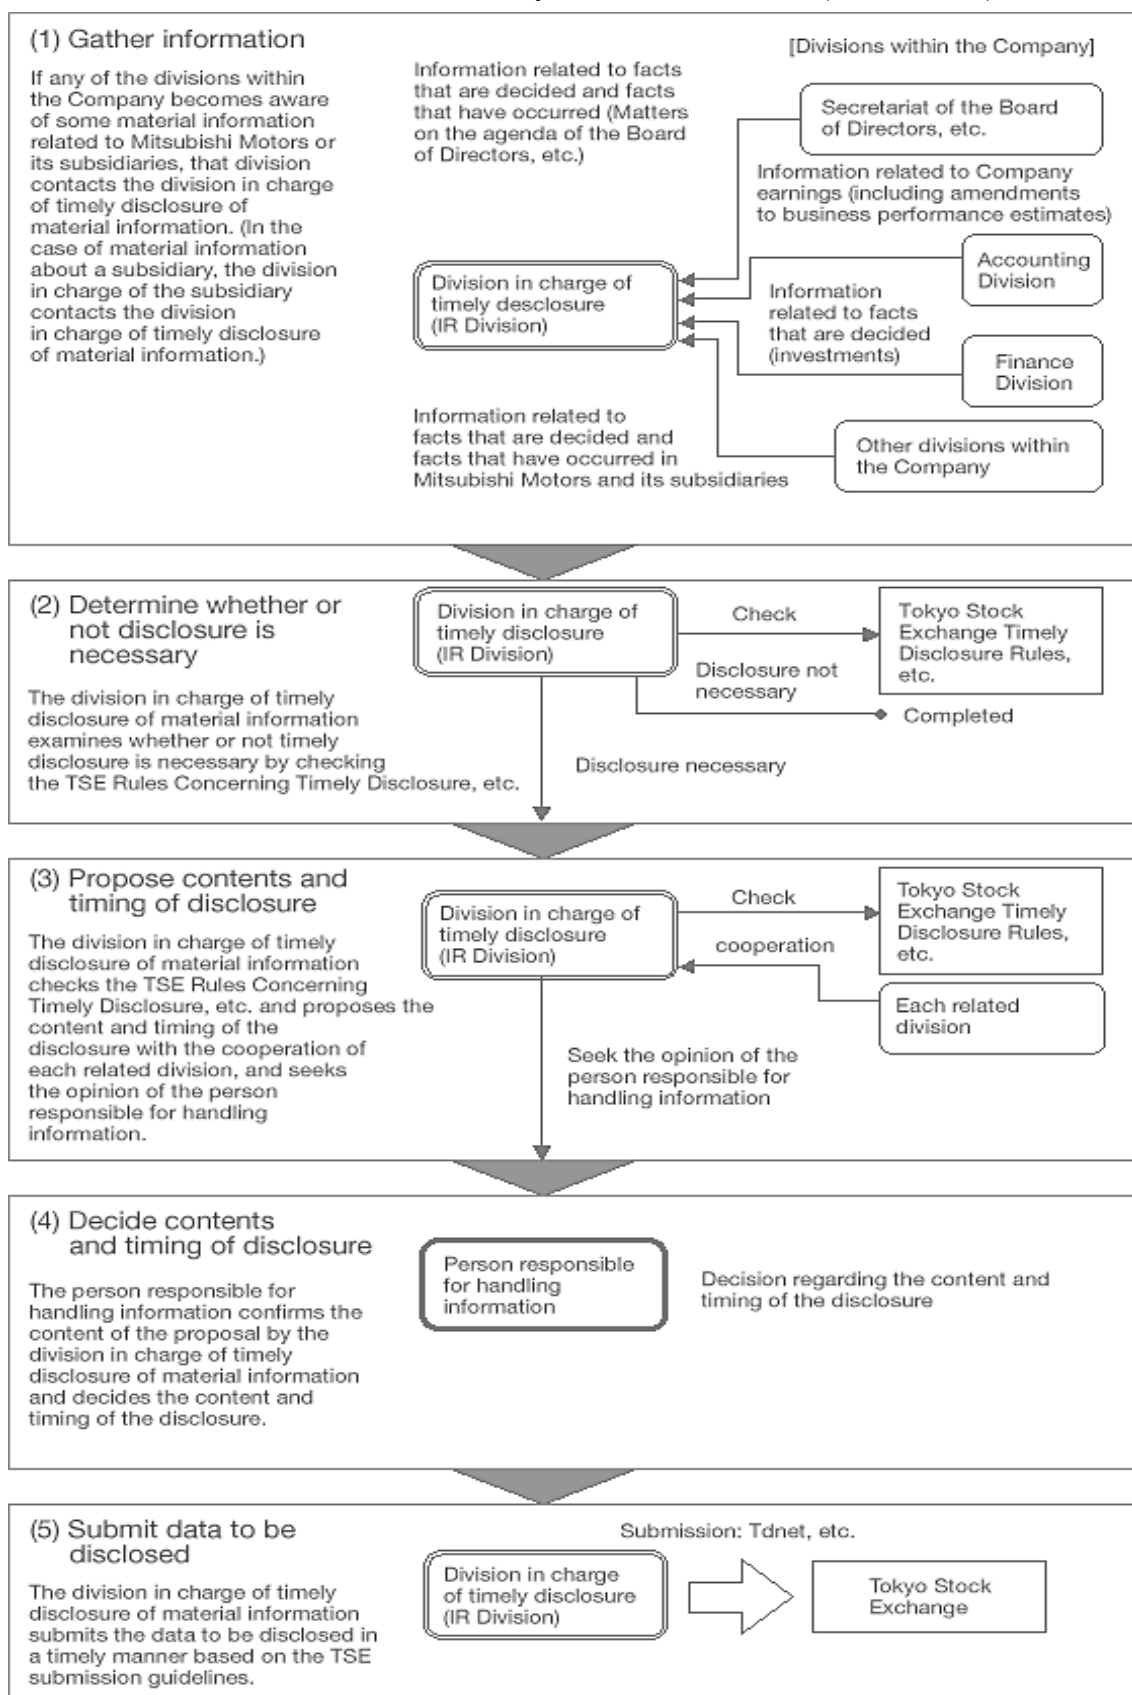 (1) Gather information
If any of the divisions within
the Company becomes aware
of some material information
related to Mitsubishi Motors or
its subsidiaries, that division
contacts the division in charge
of timely disclosure of
material information. (In the
case of material information
about a subsidiary, the division
in charge of the subsidiary
contacts the division
in charge of timely disclosure
of material information.)
Information related to facts
that are decided and facts
that have occurred (Matters
on the agenda of the Board
of Directors, etc.)
[Divisions within the Company]
Secretariat of the Board
of Directors, etc.
Information related to Company
earnings (including amendments
to business performance estimates)
Division in charge of
timely desclosure
(IR Division)
Accounting
Division
Information
related to facts
that are decided
(investments)
Finance
Division
Information related to
facts that are decided and
facts that have occurred in
Mitsubishi Motors and its subsidiaries
Other divisions within
the Company
(2) Determine whether or
not disclosure is
necessary
The division in charge of timely
disclosure of material information
examines whether or not timely
disclosure is necessary by checking
the TSE Rules Concerning Timely Disclosure, etc.
Division in charge of
timely disclosure
(IR Division)
Check
Tokyo Stock
Exchange Timely
Disclosure Rules,
etc.
Disclosure not
necessary
Completed
Disclosure necessary
(3) Propose contents and
timing of disclosure
The division in charge of timely
disclosure of material information
checks the TSE Rules Concerning
Timely Disclosure, etc. and proposes the
content and timing of the
disclosure with the cooperation of
each related division, and seeks
the opinion of the person
responsible for handling
information.
Division in charge of
timely disclosure
(IR Division)
Check
Tokyo Stock
Exchange Timely
Disclosure Rules,
etc.
cooperation
Each related
division
Seek the opinion of the
person responsible for
handling information
(4) Decide contents
and timing of disclosure
The person responsible for
handling information confirms the
content of the proposal by the
division in charge of timely
disclosure of material information
and decides the content and
timing of the disclosure.
Person responsible
for handling
information
Decision regarding the content and
timing of the disclosure
(5) Submit data to be
disclosed
The division in charge of timely
disclosure of material information
submits the data to be disclosed in
a timely manner based on the TSE
submission guidelines.
Submission: Tdnet, etc.
Division in charge
of timely disclosure
(IR Division)
Tokyo Stock
Exchange